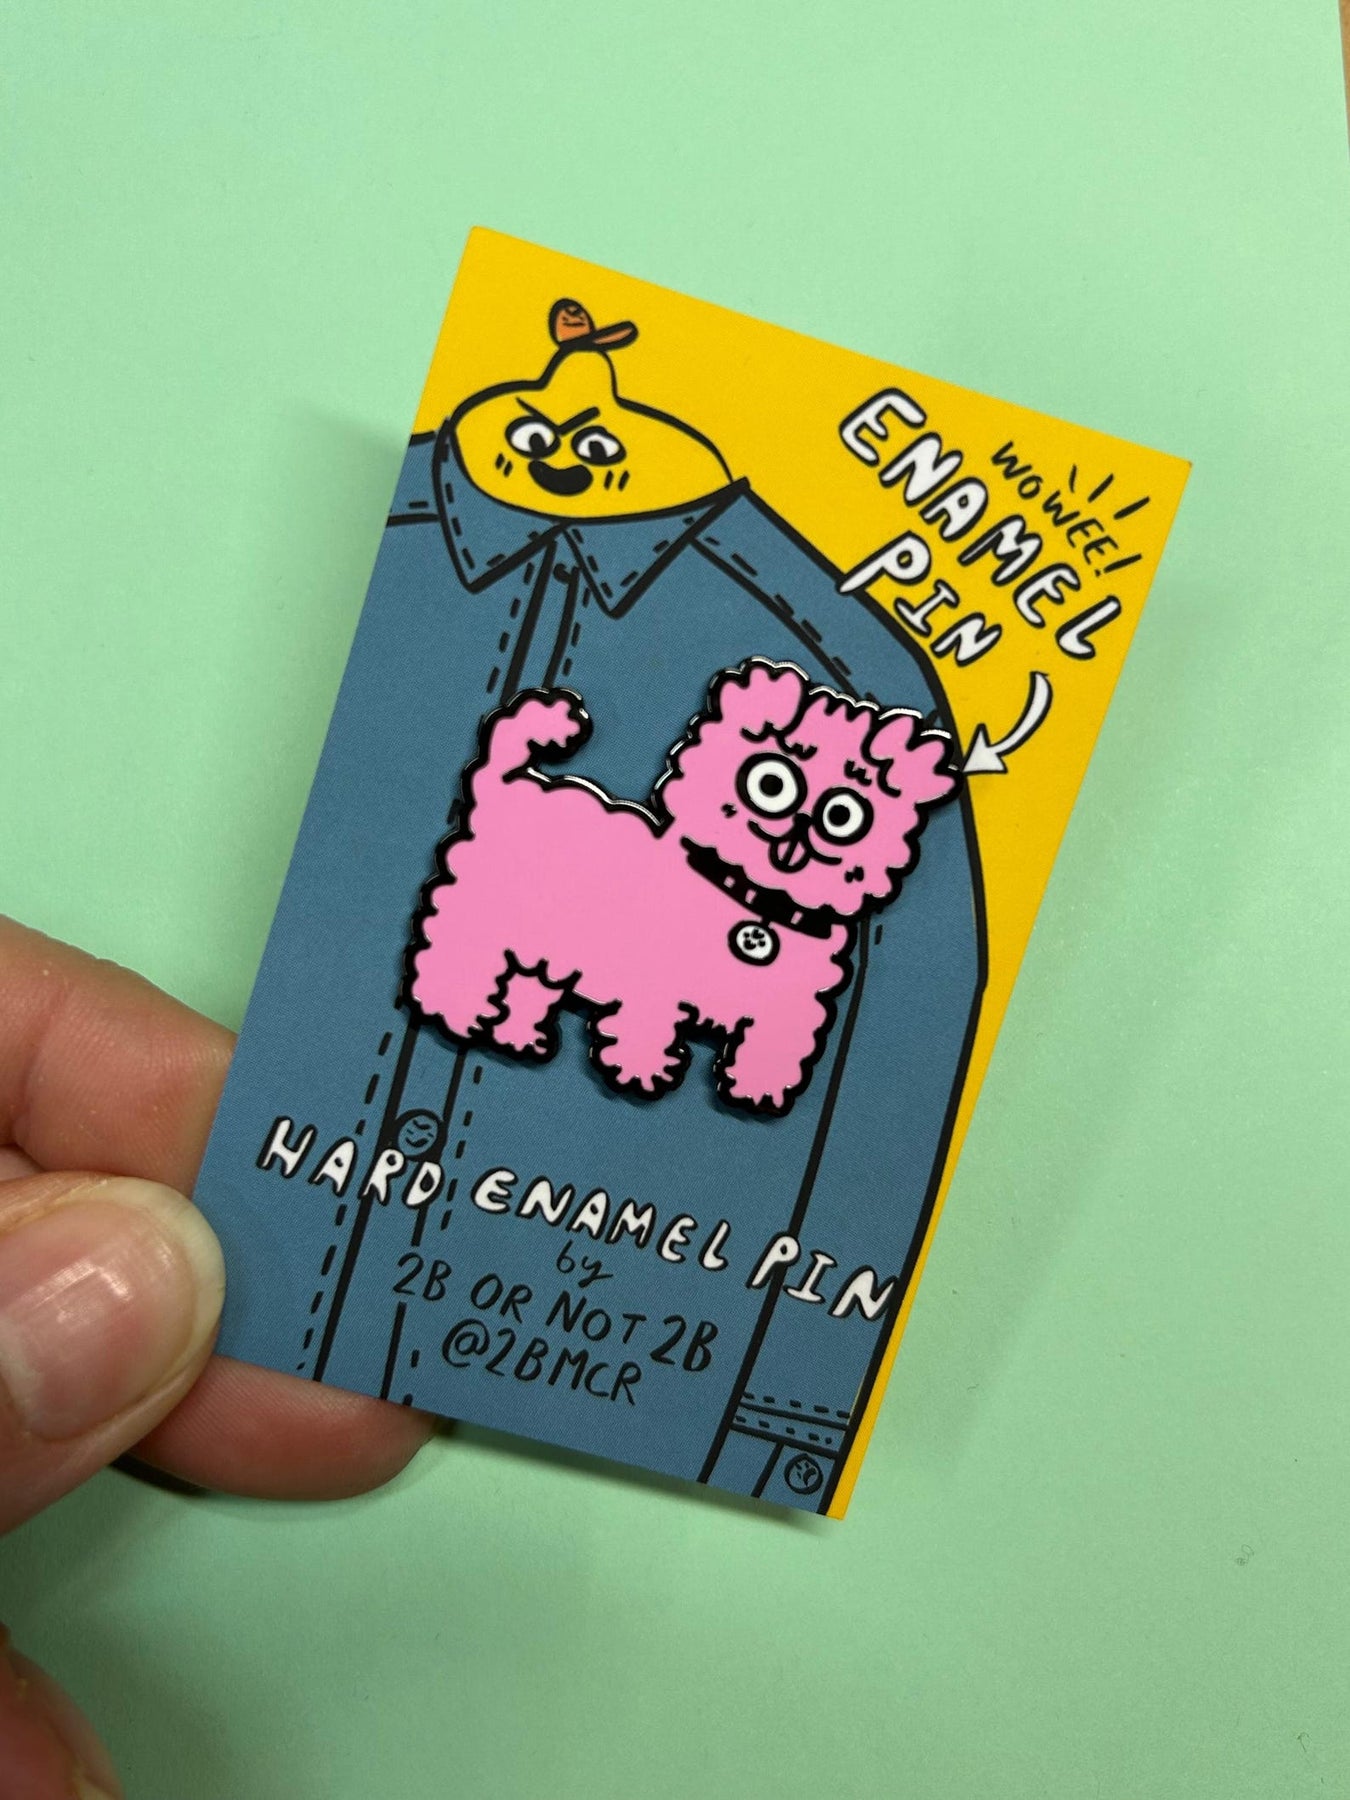 WOWEE!
ENAMEL
PIN
HARD ENAMEL PIN
by
2B OR NOT 2B
@2BMCR